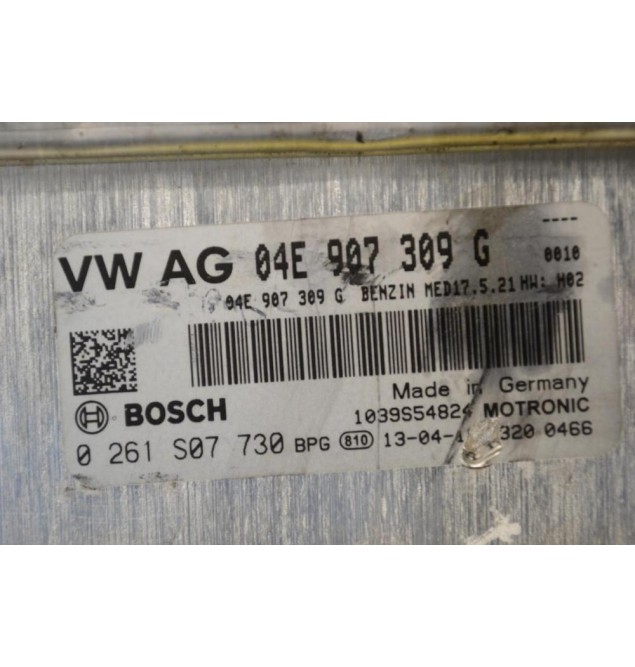 ----
VW AG 04E 907 309 G 0010
04E 907 309 G BENZIN MED17.5.21 HW: H02
Made in Germany
BOSCH 1039S54824 MOTRONIC
0 261 S07 730 BPG 810 13-04- 320 0466